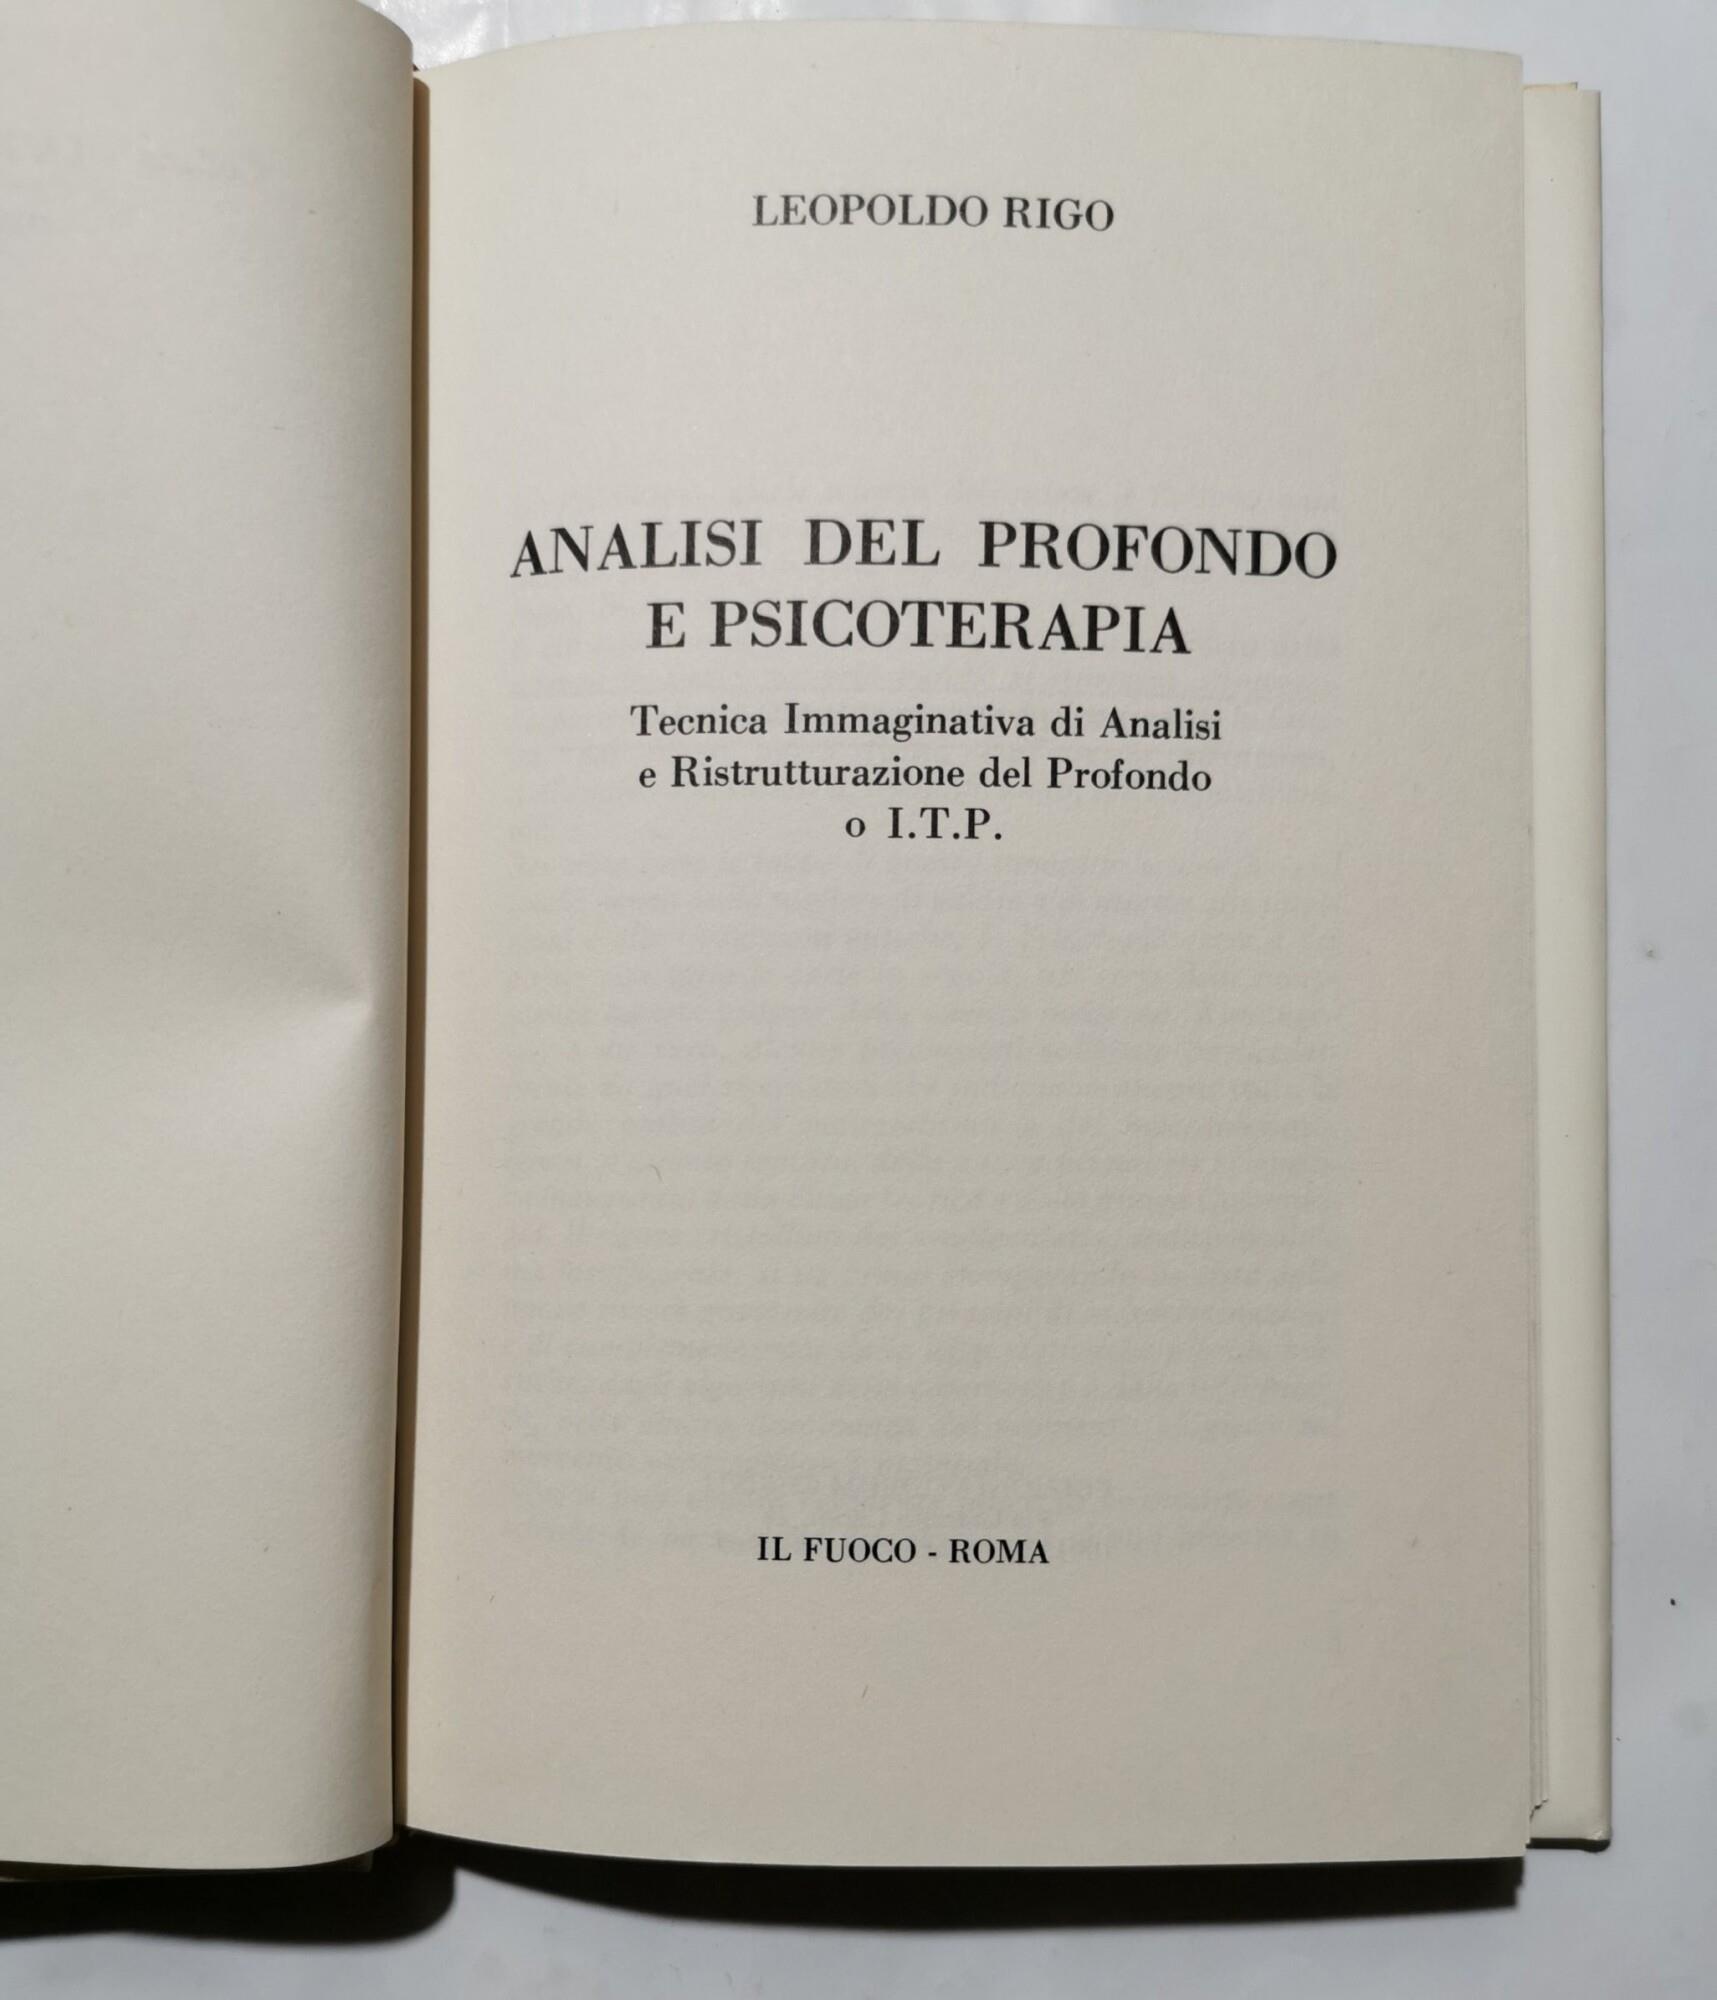 LEOPOLDO RIGO
ANALISI DEL PROFONDO
E PSICOTERAPIA
Tecnica Immaginativa di Analisi
e Ristrutturazione del Profondo
o I.T.P.
IL FUOCO - ROMA